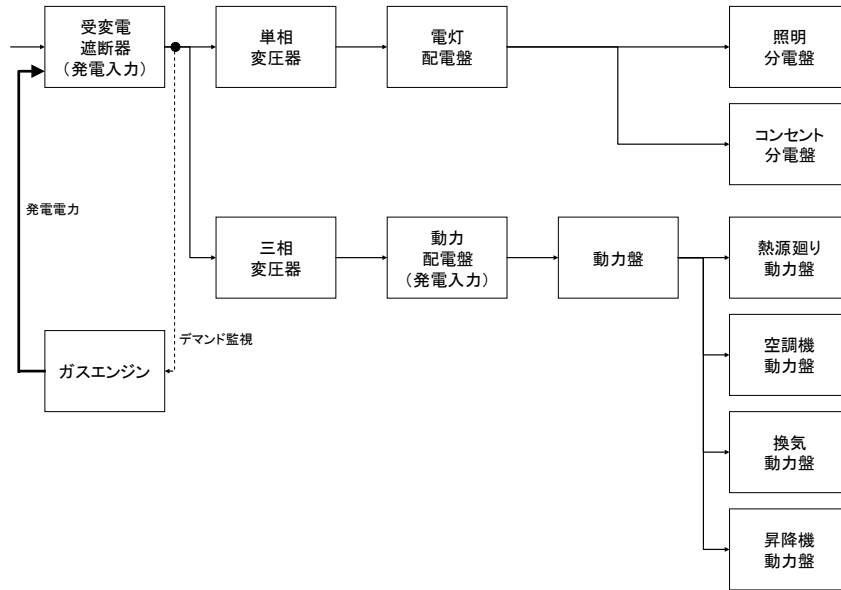 受変電
遮断器
（発電入力）
単相
変圧器
電灯
配電盤
照明
分電盤
コンセント
分電盤
発電電力
三相
変圧器
動力
配電盤
（発電入力）
動力盤
熱源廻り
動力盤
デマンド監視
ガスエンジン
空調機
動力盤
換気
動力盤
昇降機
動力盤